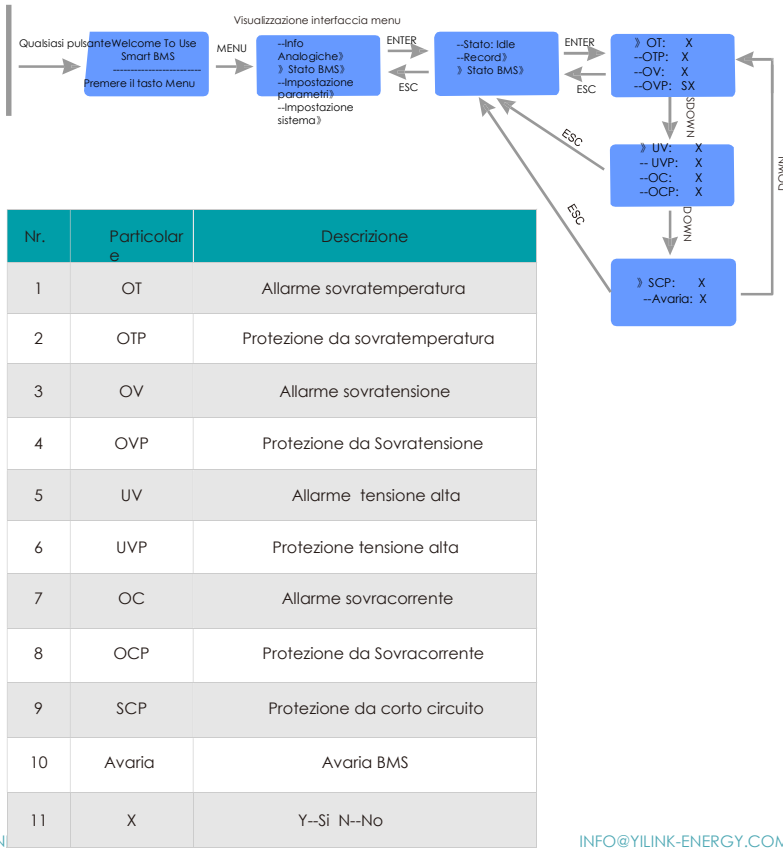 Visualizzazione interfaccia menu
Qualsiasi pulsante
Welcome To Use
Smart BMS
--------------------------
Premere il tasto Menu
MENU
--Info
Analogiche》
》Stato BMS》
--Impostazione
parametri》
--Impostazione
sistema》
ENTER
ESC
--Stato: Idle
--Record》
》Stato BMS》
ENTER
ESC
》OT: X
--OTP: X
--OV: X
--OVP: SX
SDOWN
ESC
》UV: X
-- UVP: X
--OC: X
--OCP: X
DOWN
DOWN
ESC
》SCP: X
--Avaria: X
Nr. Particolar
e Descrizione
1 OT Allarme sovratemperatura
2 OTP Protezione da sovratemperatura
3 OV Allarme sovratensione
4 OVP Protezione da Sovratensione
5 UV Allarme tensione alta
6 UVP Protezione tensione alta
7 OC Allarme sovracorrente
8 OCP Protezione da Sovracorrente
9 SCP Protezione da corto circuito
10 Avaria Avaria BMS
11 X Y--Si N--No
INFO@YILINK-ENERGY.COM